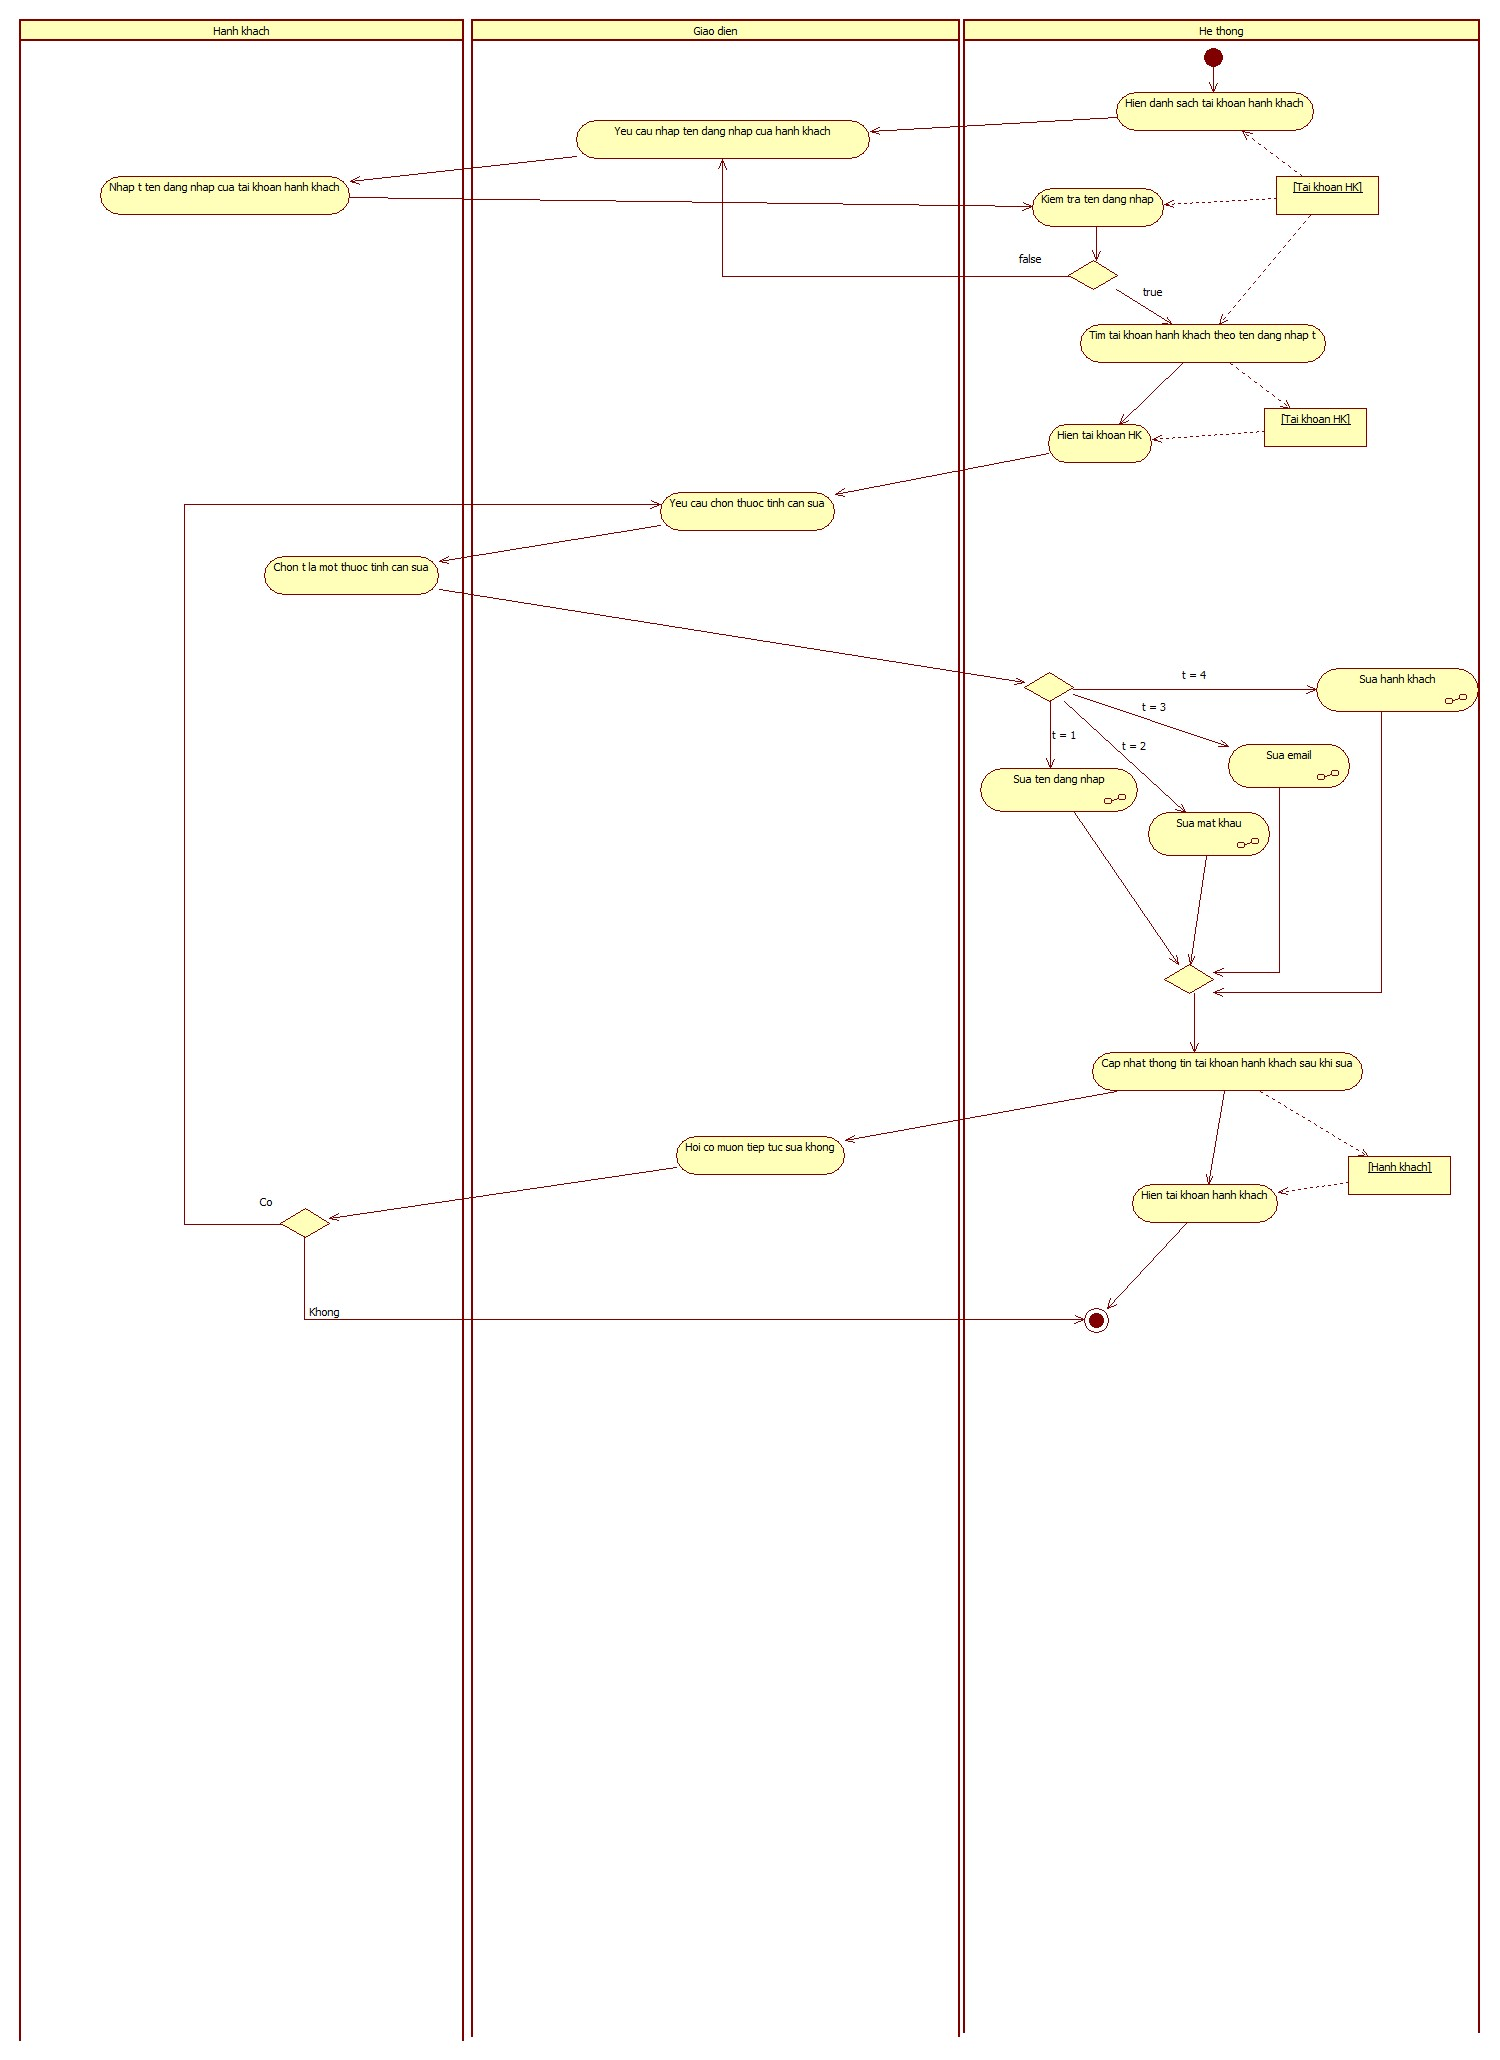 Hanh khach
Giao dien
He thong
Hien danh sach tai khoan hanh khach
Yeu cau nhap ten dang nhap cua hanh khach
Nhap t ten dang nhap cua tai khoan hanh khach
[Tai khoan HK]
Kiem tra ten dang nhap
false
true
Tim tai khoan hanh khach theo ten dang nhap t
[Tai khoan HK]
Hien tai khoan HK
Yeu cau chon thuoc tinh can sua
Chon t la mot thuoc tinh can sua
t = 4
Sua hanh khach
t = 3
t = 1
t = 2
Sua email
Sua ten dang nhap
Sua mat khau
Cap nhat thong tin tai khoan hanh khach sau khi sua
Hoi co muon tiep tuc sua khong
[Hanh khach]
Hien tai khoan hanh khach
Co
Khong